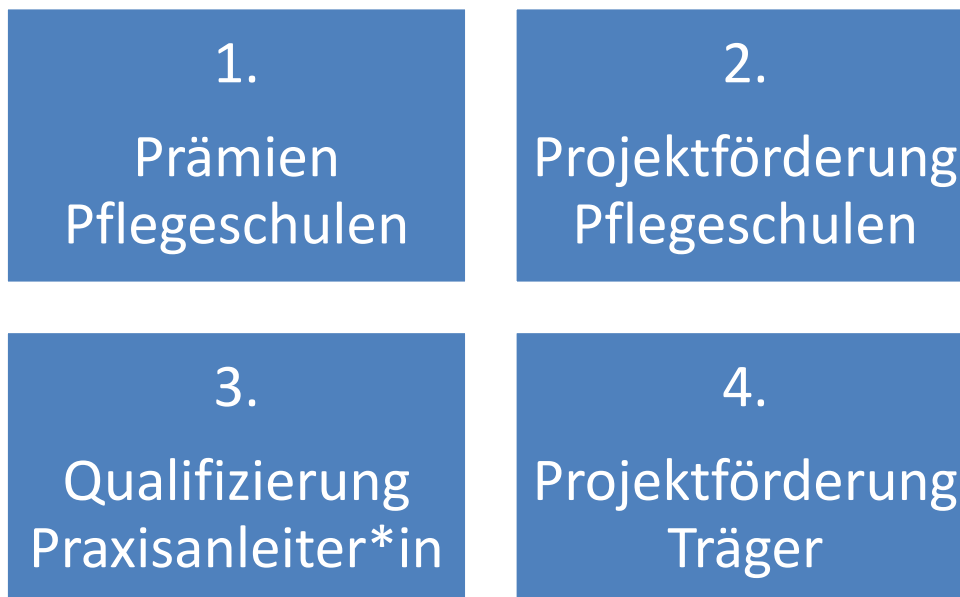 1.
Prämien
Pflegeschulen
2.
Projektförderung
Pflegeschulen
3.
Qualifizierung
Praxisanleiter*in
4.
Projektförderung
Träger